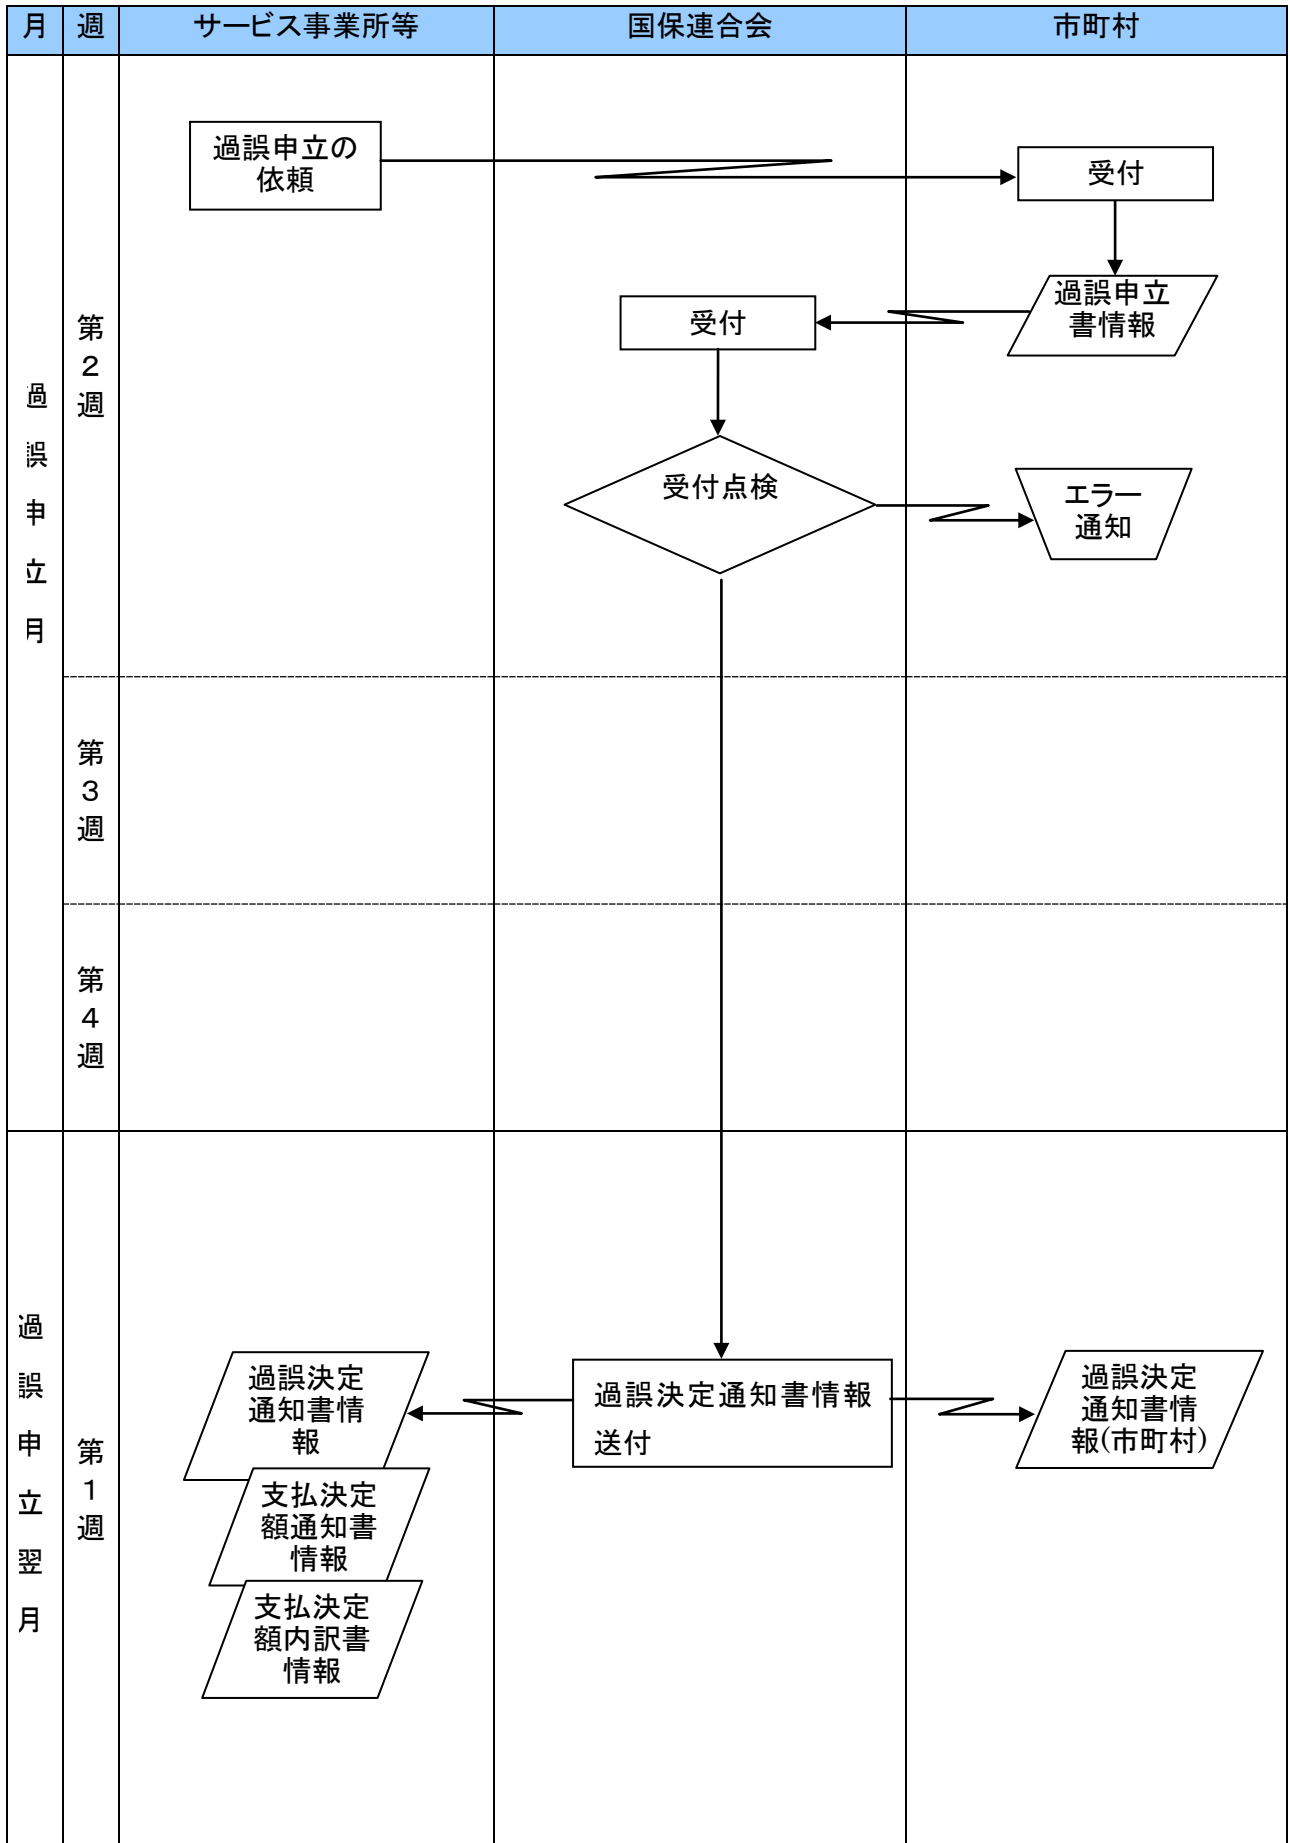 月
週
サービス事業所等
国保連合会
市町村
過誤申立月
第2週
過誤申立の
依頼
受付
過誤申立
書情報
受付
受付点検
エラー
通知
第3週
第4週
過誤申立翌月
第1週
過誤決定
通知書情
報
支払決定
額通知書
情報
支払決定
額内訳書
情報
過誤決定通知書情報
送付
過誤決定
通知書情
報(市町村)